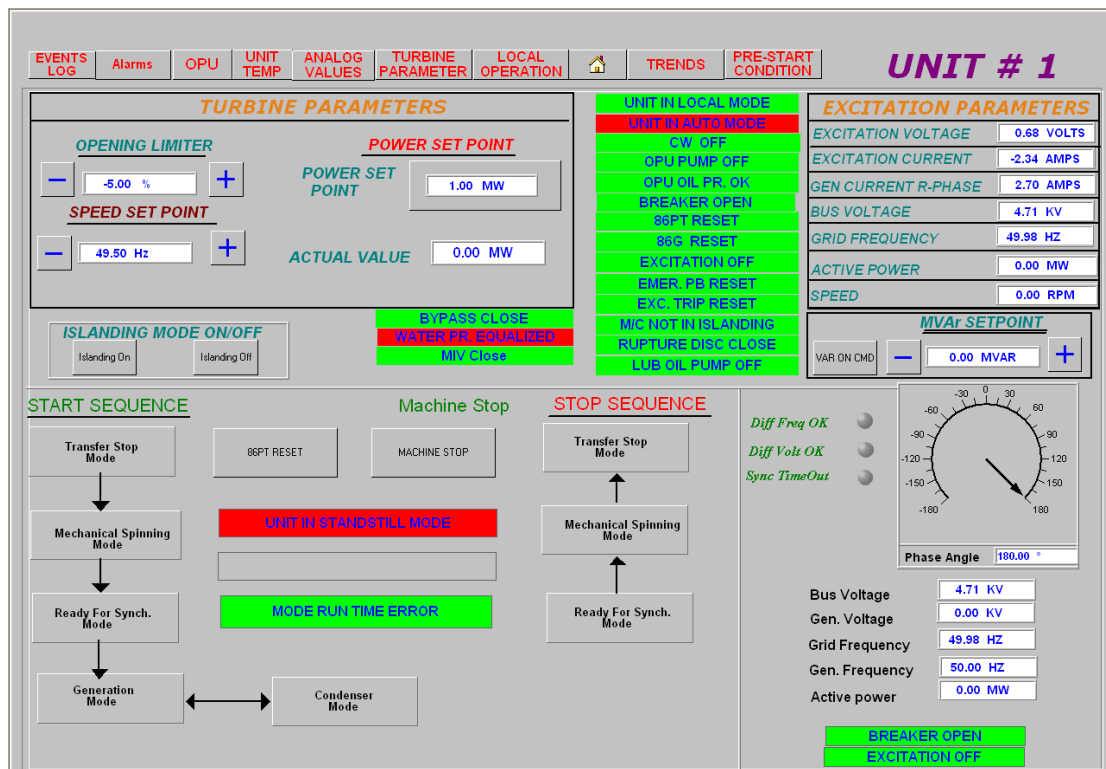 EVENTS LOG
Alarms
OPU
UNIT TEMP
ANALOG VALUES
TURBINE PARAMETER
LOCAL OPERATION
TRENDS
PRE-START CONDITION
UNIT # 1
TURBINE PARAMETERS
OPENING LIMITER
−
-5.00 %
+
SPEED SET POINT
−
49.50 Hz
+
POWER SET POINT
POWER SET POINT
1.00 MW
ACTUAL VALUE
0.00 MW
ISLANDING MODE ON/OFF
Islanding On
Islanding Off
BYPASS CLOSE
WATER PR. EQUALIZED
MIV Close
UNIT IN LOCAL MODE
UNIT IN AUTO MODE
CW OFF
OPU PUMP OFF
OPU OIL PR. OK
BREAKER OPEN
86PT RESET
86G RESET
EXCITATION OFF
EMER. PB RESET
EXC. TRIP RESET
M/C NOT IN ISLANDING
RUPTURE DISC CLOSE
LUB OIL PUMP OFF
EXCITATION PARAMETERS
EXCITATION VOLTAGE 0.68 VOLTS
EXCITATION CURRENT -2.34 AMPS
GEN CURRENT R-PHASE 2.70 AMPS
BUS VOLTAGE 4.71 KV
GRID FREQUENCY 49.98 HZ
ACTIVE POWER 0.00 MW
SPEED 0.00 RPM
MVAr SETPOINT
VAR ON CMD
−
0.00 MVAR
+
START SEQUENCE
Transfer Stop
Mode
Mechanical Spinning
Mode
Ready For Synch.
Mode
Generation
Mode
Condenser
Mode
Machine Stop
86PT RESET
MACHINE STOP
UNIT IN STANDSTILL MODE
MODE RUN TIME ERROR
STOP SEQUENCE
Transfer Stop
Mode
Mechanical Spinning
Mode
Ready For Synch.
Mode
Diff Freq OK
Diff Volt OK
Sync TimeOut
-180
-150
-120
-90
-60
-30
0
30
60
90
120
150
180
Phase Angle 180.00 °
Bus Voltage 4.71 KV
Gen. Voltage 0.00 KV
Grid Frequency 49.98 HZ
Gen. Frequency 50.00 HZ
Active power 0.00 MW
BREAKER OPEN
EXCITATION OFF